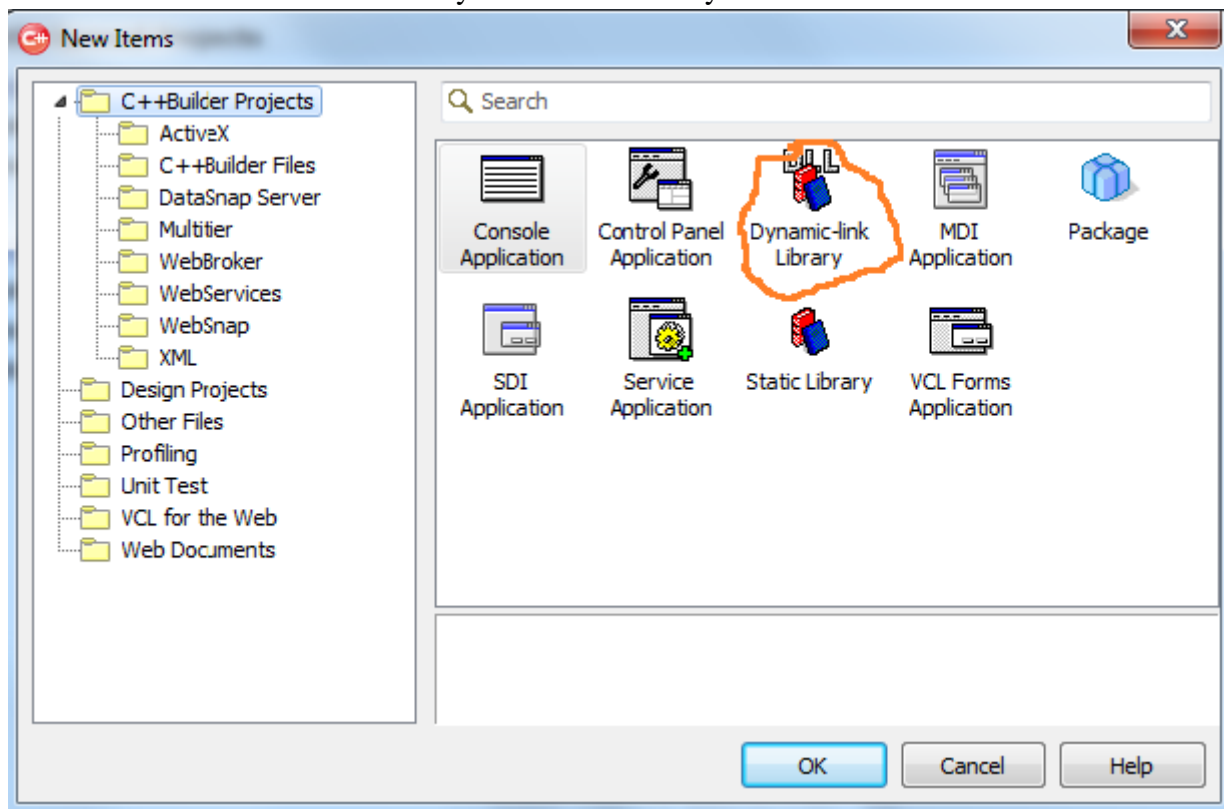 New Items
C++Builder Projects
ActiveX
C++Builder Files
DataSnap Server
Multitier
WebBroker
WebServices
WebSnap
XML
Design Projects
Other Files
Profiling
Unit Test
VCL for the Web
Web Documents
Search
Console
Application
Control Panel
Application
DLL
Dynamic-link
Library
MDI
Application
Package
SDI
Application
Service
Application
Static Library
VCL Forms
Application
OK
Cancel
Help